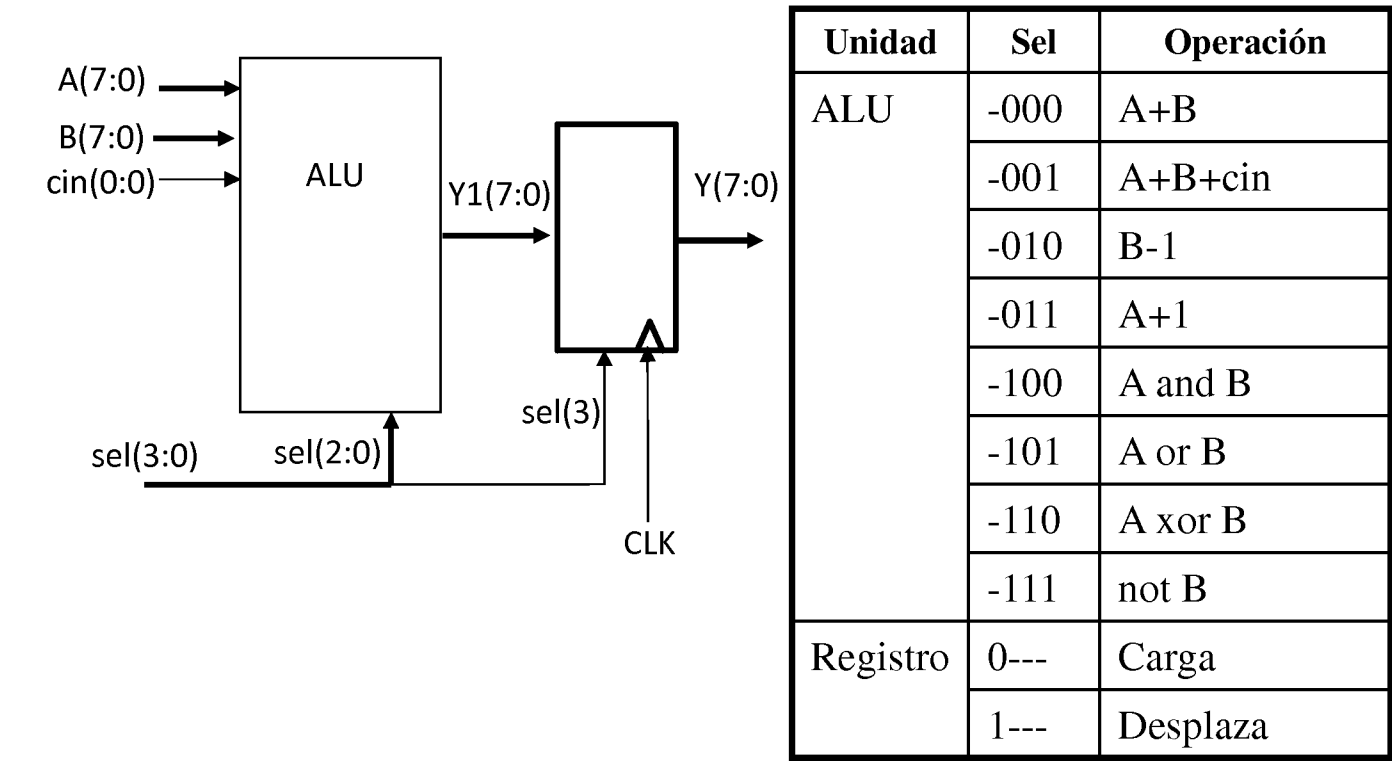 A(7:0)
B(7:0)
cin(0:0)
ALU
Y1(7:0)
Y(7:0)
sel(3:0)
sel(2:0)
sel(3)
CLK
Unidad Sel Operación
ALU -000 A+B
-001 A+B+cin
-010 B-1
-011 A+1
-100 A and B
-101 A or B
-110 A xor B
-111 not B
Registro 0--- Carga
1--- Desplaza